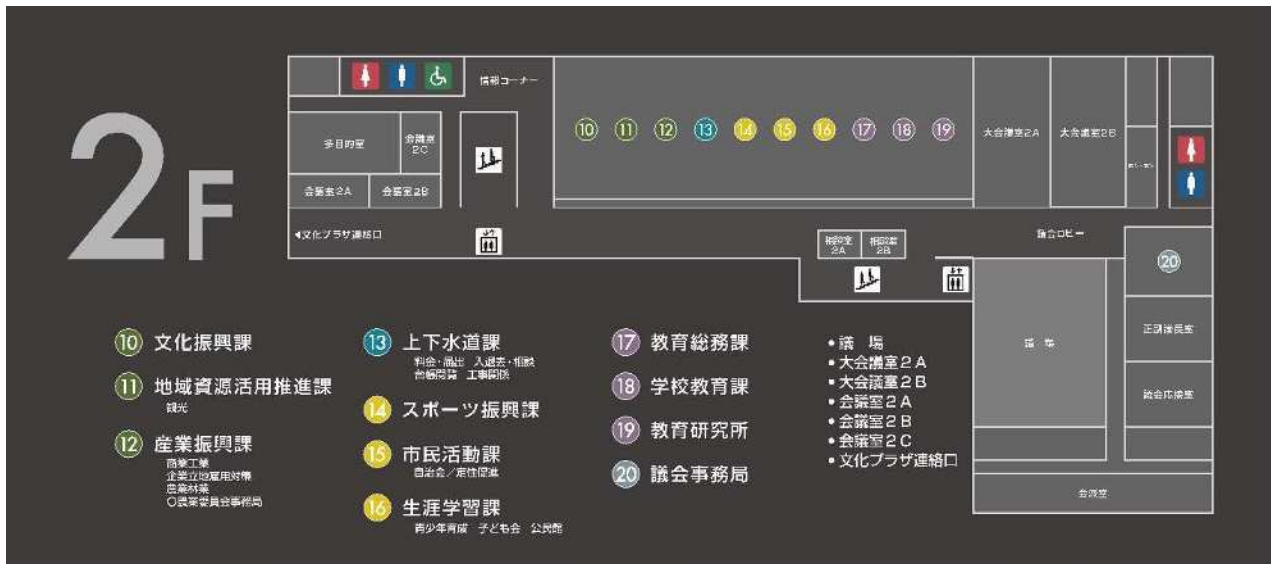 2F
情報コーナー
多目的室
会議室
2C
会議室2A
会議室2B
◀文化プラザ連絡口
10 11 12 13 14 15 16 17 18 19
大会議室2A
大会議室2B
相談室
2A
相談室
2B
議会ロビー
20
正副議長室
議場
議会応接室
会派室
10 文化振興課
11 地域資源活用推進課
観光
12 産業振興課
商業工業
企業立地雇用対策
農業林業
○農業委員会事務局
13 上下水道課
料金・届出 入退去・相談
台帳閲覧 工事関係
14 スポーツ振興課
15 市民活動課
自治会/定住促進
16 生涯学習課
青少年育成 子ども会 公民館
17 教育総務課
18 学校教育課
19 教育研究所
20 議会事務局
• 議 場
• 大会議室2A
• 大会議室2B
• 会議室2A
• 会議室2B
• 会議室2C
• 文化プラザ連絡口